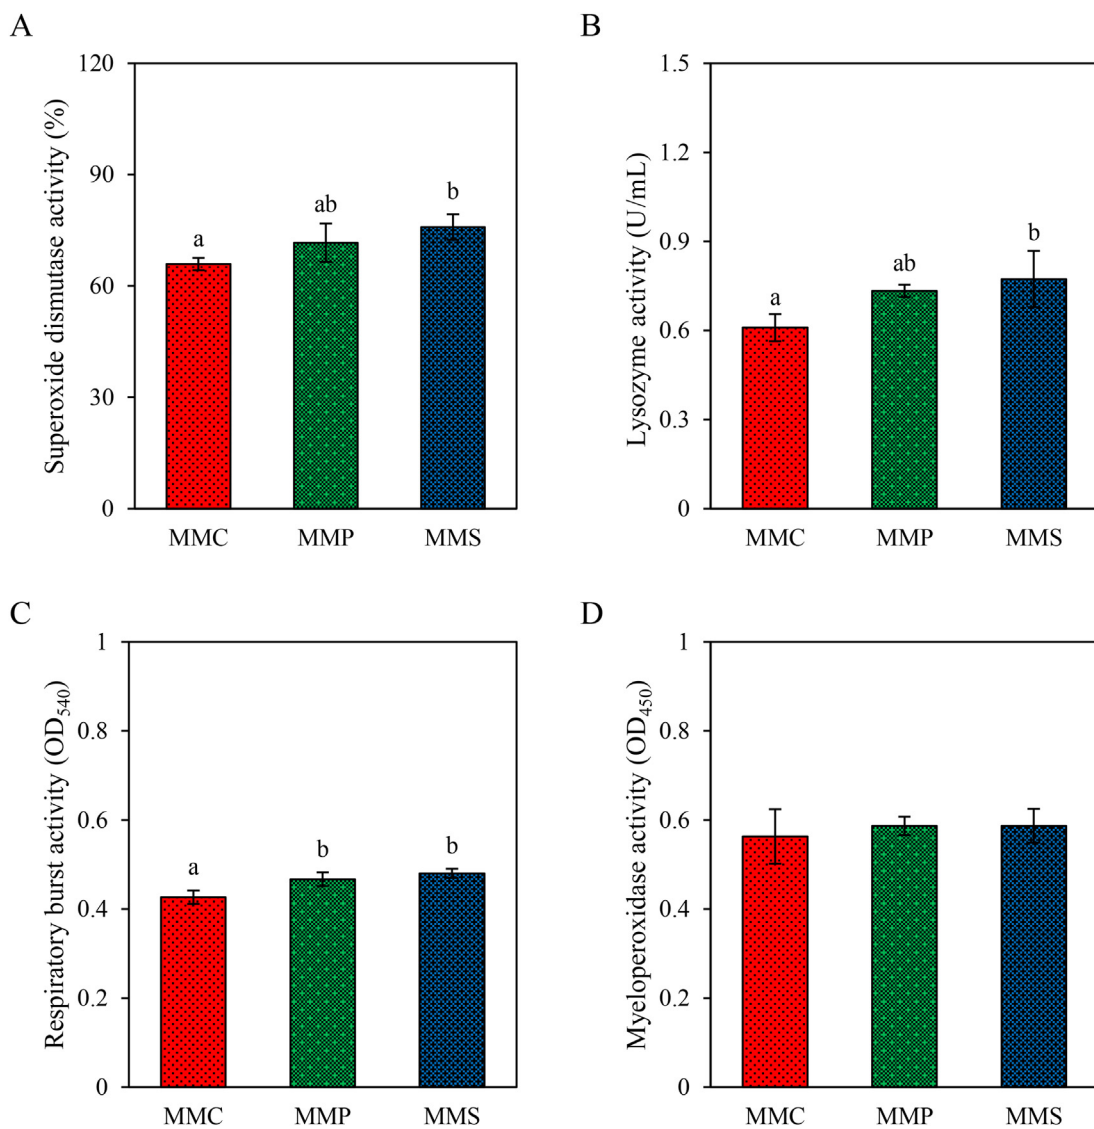 A
Superoxide dismutase activity (%)
120
90
60
30
0
a
ab
b
MMC
MMP
MMS
B
Lysozyme activity (U/mL)
1.5
1.2
0.9
0.6
0.3
0
a
ab
b
MMC
MMP
MMS
C
Respiratory burst activity (OD₅₄₀)
1
0.8
0.6
0.4
0.2
0
a
b
b
MMC
MMP
MMS
D
Myeloperoxidase activity (OD₄₅₀)
1
0.8
0.6
0.4
0.2
0
MMC
MMP
MMS